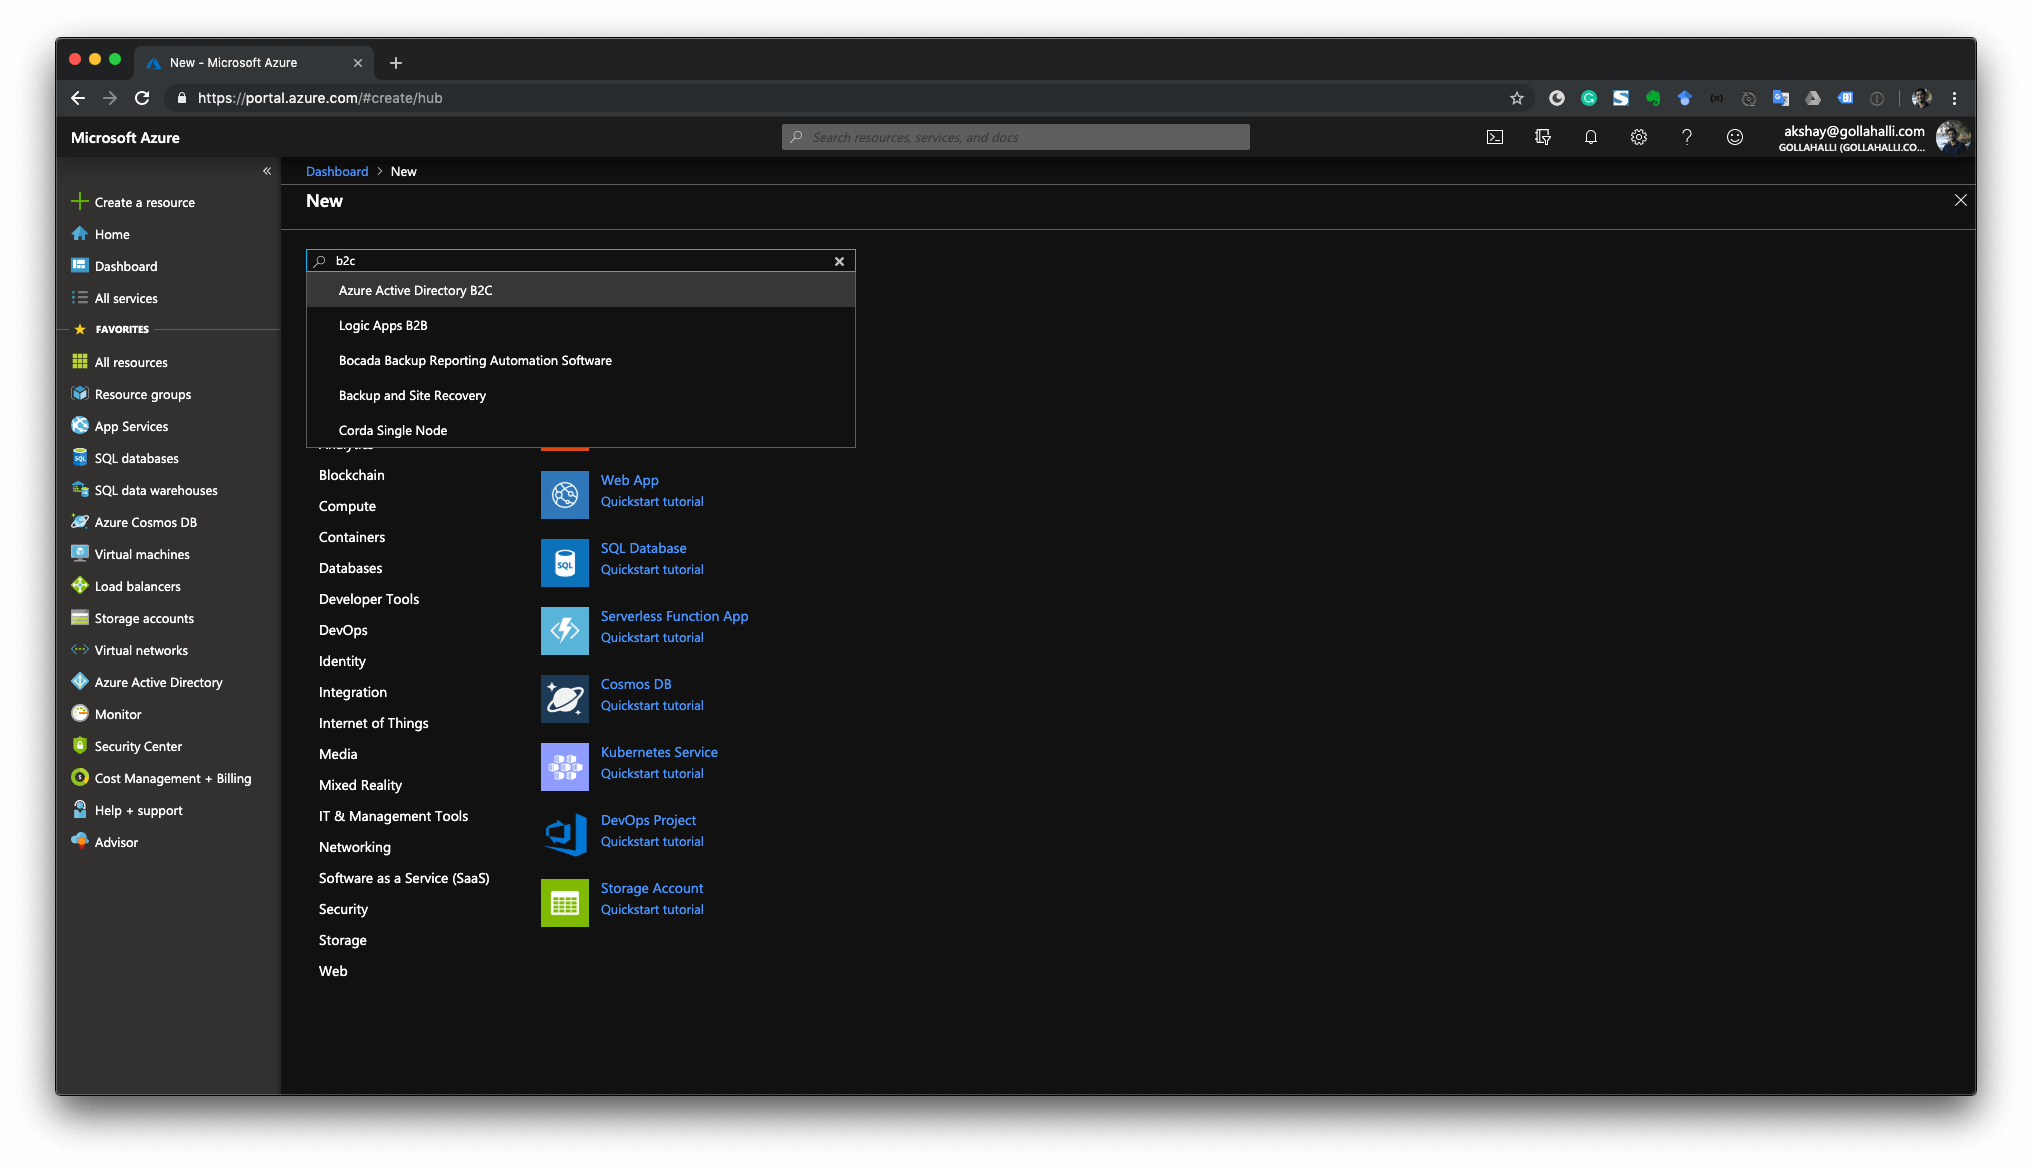 New - Microsoft Azure
https://portal.azure.com/#create/hub
Microsoft Azure
Search resources, services, and docs
akshay@gollahalli.com
GOLLAHALLI (GOLLAHALLI.CO...
Create a resource
Home
Dashboard
All services
FAVORITES
All resources
Resource groups
App Services
SQL databases
SQL data warehouses
Azure Cosmos DB
Virtual machines
Load balancers
Storage accounts
Virtual networks
Azure Active Directory
Monitor
Security Center
Cost Management + Billing
Help + support
Advisor
Dashboard > New
New
b2c
Azure Active Directory B2C
Logic Apps B2B
Bocada Backup Reporting Automation Software
Backup and Site Recovery
Corda Single Node
Blockchain
Compute
Containers
Databases
Developer Tools
DevOps
Identity
Integration
Internet of Things
Media
Mixed Reality
IT & Management Tools
Networking
Software as a Service (SaaS)
Security
Storage
Web
Web App
Quickstart tutorial
SQL
SQL Database
Quickstart tutorial
Serverless Function App
Quickstart tutorial
Cosmos DB
Quickstart tutorial
Kubernetes Service
Quickstart tutorial
DevOps Project
Quickstart tutorial
Storage Account
Quickstart tutorial